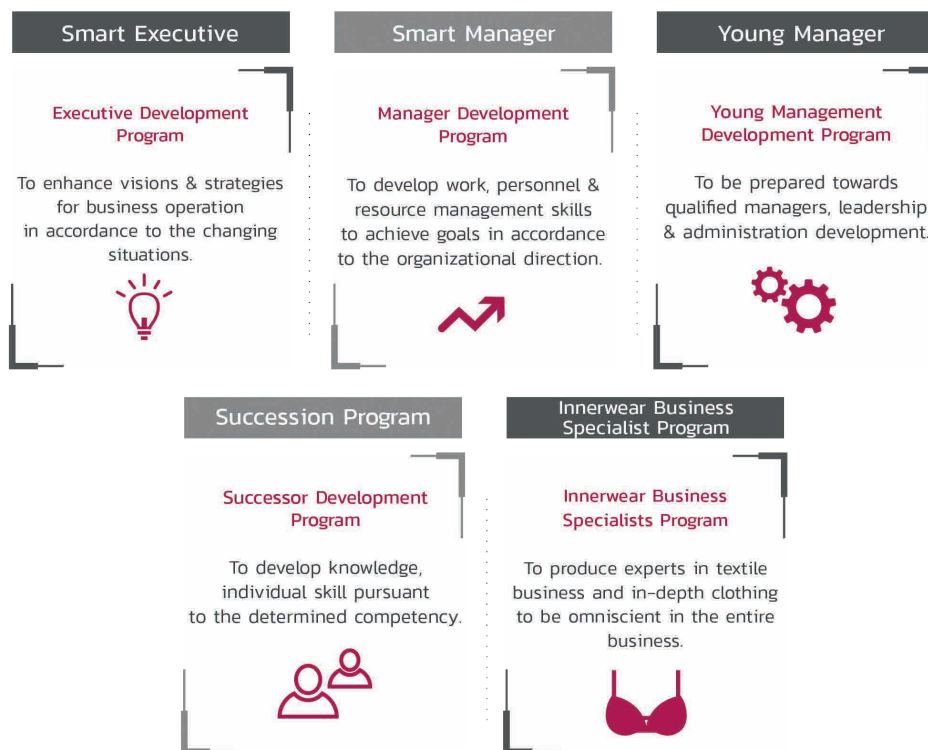 Smart Executive
Executive Development
Program
To enhance visions & strategies
for business operation
in accordance to the changing
situations.
Smart Manager
Manager Development
Program
To develop work, personnel &
resource management skills
to achieve goals in accordance
to the organizational direction.
Young Manager
Young Management
Development Program
To be prepared towards
qualified managers, leadership
& administration development.
Succession Program
Successor Development
Program
To develop knowledge,
individual skill pursuant
to the determined competency.
Innerwear Business
Specialist Program
Innerwear Business
Specialists Program
To produce experts in textile
business and in-depth clothing
to be omniscient in the entire
business.